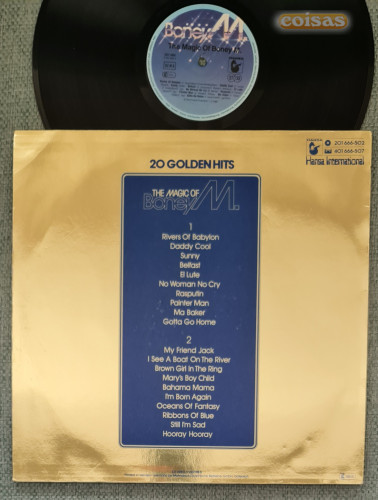 eoisas
Boney M.
The Magic Of Boney M.
20 GOLDEN HITS
201 666-502
401 666-507
Hansa International
THE MAGIC OF
Boney M.
1
Rivers Of Babylon
Daddy Cool
Sunny
Belfast
El Lute
No Woman No Cry
Rasputin
Painter Man
Ma Baker
Gotta Go Home
2
My Friend Jack
I See A Boat On The River
Brown Girl In The Ring
Mary's Boy Child
Bahama Mama
I'm Born Again
Oceans Of Fantasy
Ribbons Of Blue
Still I'm Sad
Hooray Hooray